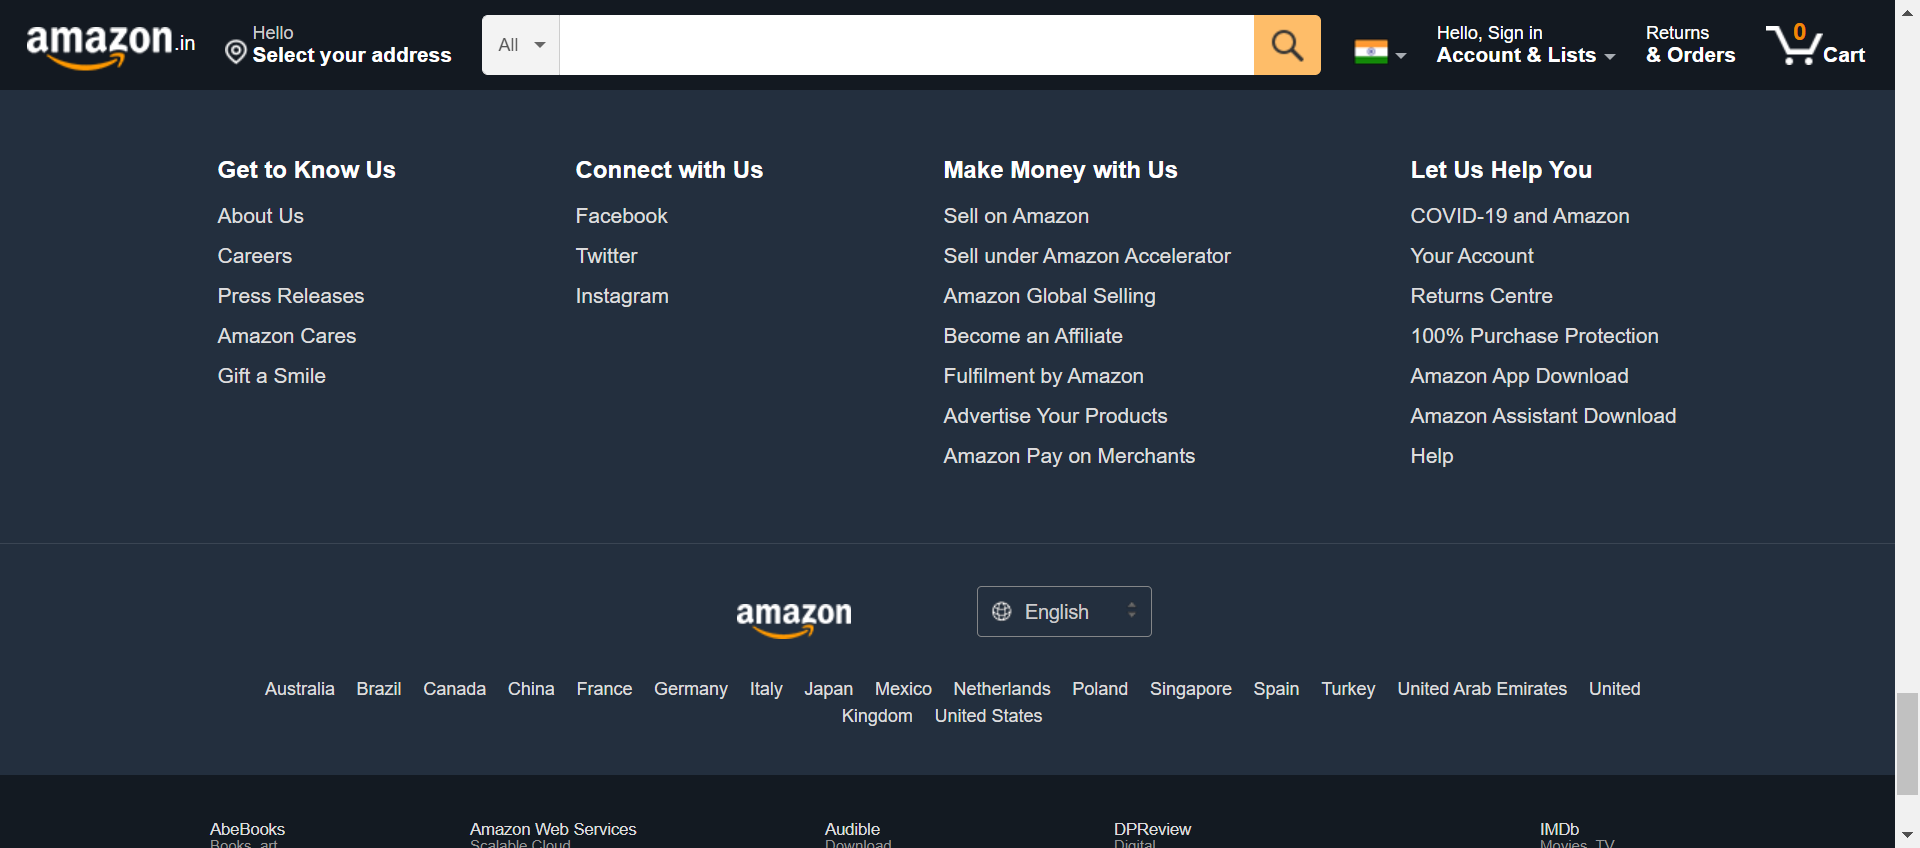 amazon.in
Hello
Select your address
All
Hello, Sign in
Account & Lists
Returns
& Orders
0
Cart
Get to Know Us
About Us
Careers
Press Releases
Amazon Cares
Gift a Smile
Connect with Us
Facebook
Twitter
Instagram
Make Money with Us
Sell on Amazon
Sell under Amazon Accelerator
Amazon Global Selling
Become an Affiliate
Fulfilment by Amazon
Advertise Your Products
Amazon Pay on Merchants
Let Us Help You
COVID-19 and Amazon
Your Account
Returns Centre
100% Purchase Protection
Amazon App Download
Amazon Assistant Download
Help
amazon
English
Australia Brazil Canada China France Germany Italy Japan Mexico Netherlands Poland Singapore Spain Turkey United Arab Emirates United
Kingdom United States
AbeBooks
Books, art
Amazon Web Services
Scalable Cloud
Audible
Download
DPReview
Digital
IMDb
Movies, TV